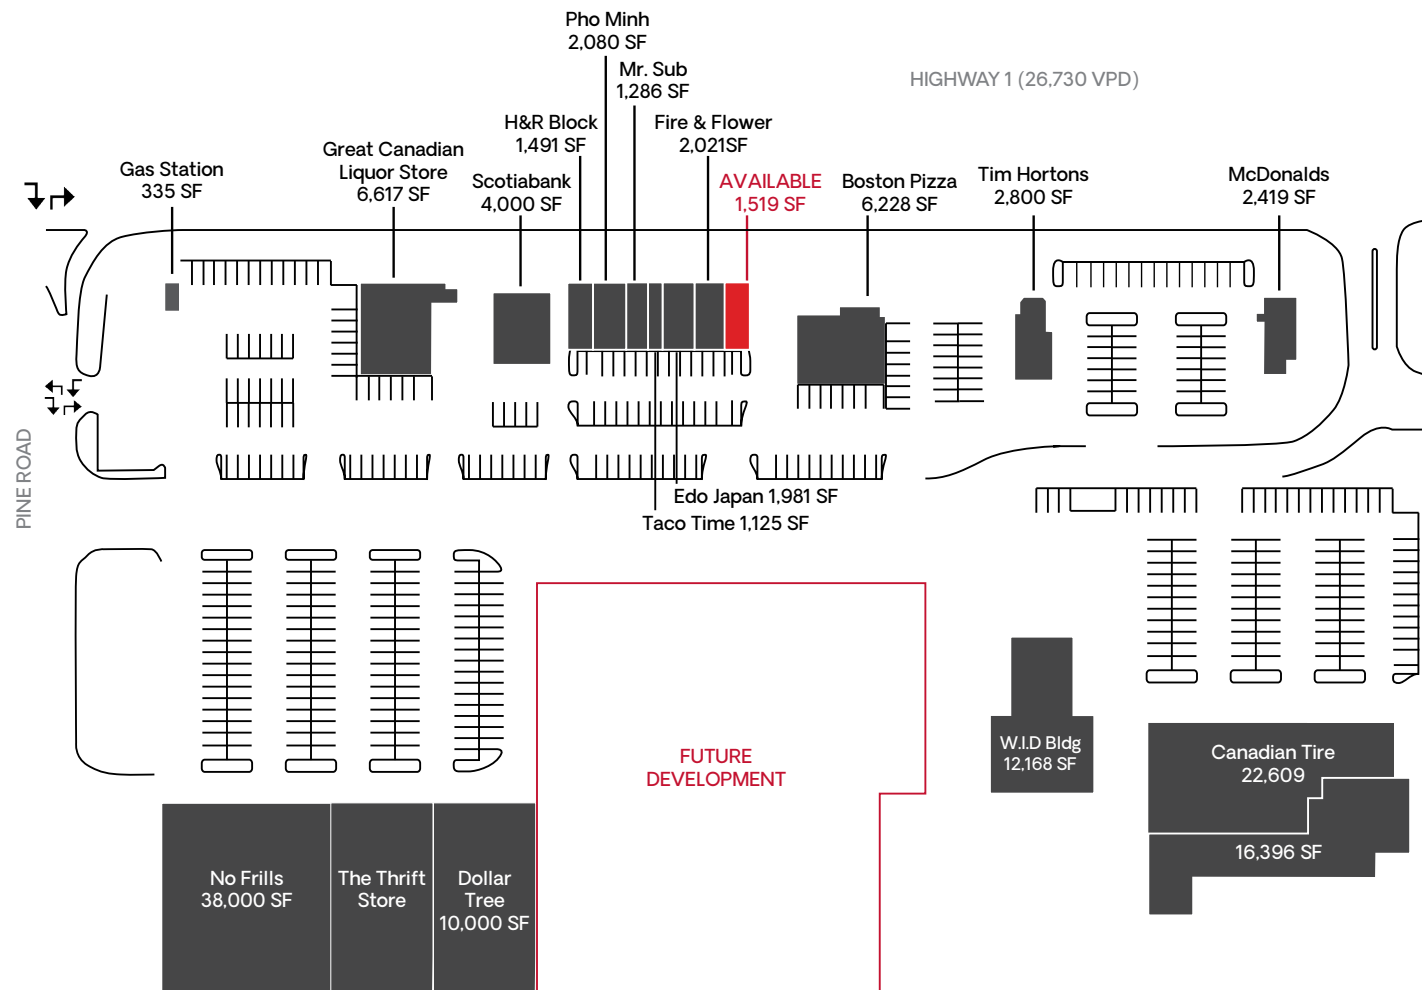 Pho Minh
2,080 SF
Mr. Sub
1,286 SF
HIGHWAY 1 (26,730 VPD)
H&R Block
1,491 SF
Fire & Flower
2,021SF
Great Canadian
Liquor Store
6,617 SF
Gas Station
335 SF
Scotiabank
4,000 SF
AVAILABLE
1,519 SF
Boston Pizza
6,228 SF
Tim Hortons
2,800 SF
McDonalds
2,419 SF
PINE ROAD
Edo Japan 1,981 SF
Taco Time 1,125 SF
FUTURE
DEVELOPMENT
W.I.D Bldg
12,168 SF
Canadian Tire
22,609
16,396 SF
No Frills
38,000 SF
The Thrift
Store
Dollar
Tree
10,000 SF